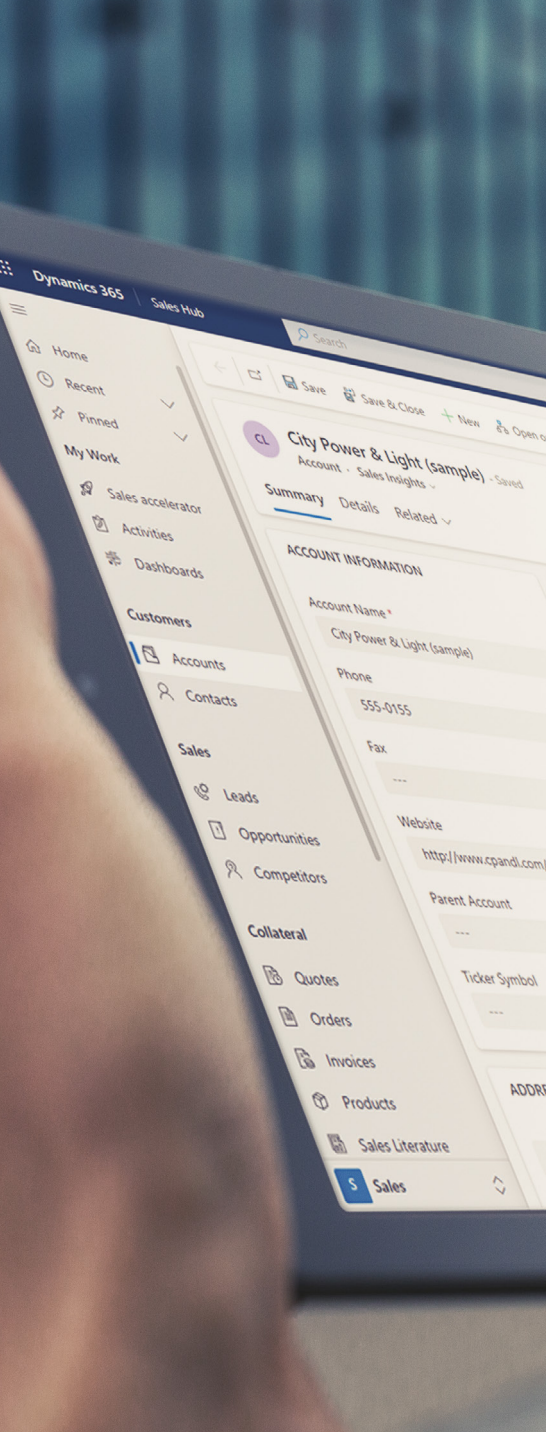 Dynamics 365 Sales Hub
Search
Home
Recent
Pinned
My Work
Sales accelerator
Activities
Dashboards
Customers
Accounts
Contacts
Sales
Leads
Opportunities
Competitors
Collateral
Quotes
Orders
Invoices
Products
Sales Literature
S Sales
Save Save & Close + New Open
CL City Power & Light (sample) - Saved
Account · Sales Insights
Summary Details Related
ACCOUNT INFORMATION
Account Name *
City Power & Light (sample)
Phone
555-0155
Fax
---
Website
http://www.cpandl.com/
Parent Account
---
Ticker Symbol
---